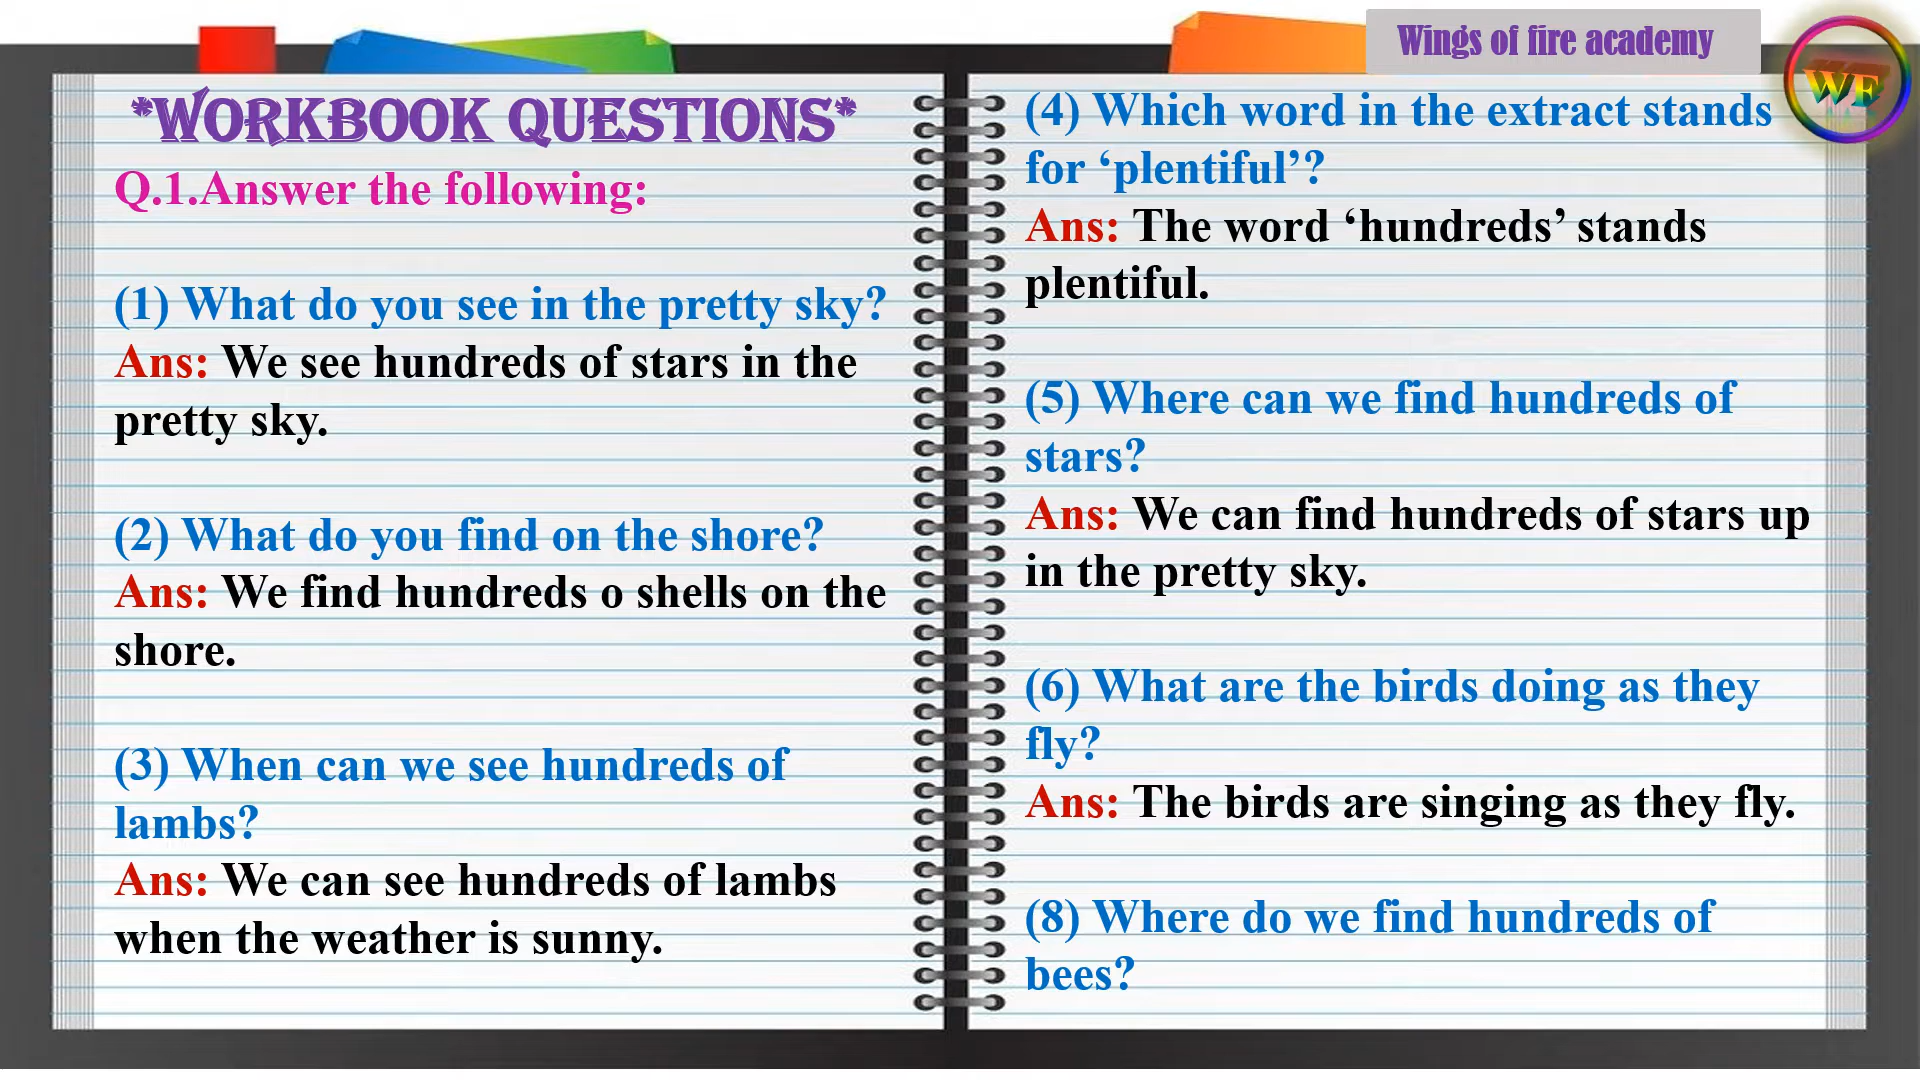 Wings of fire academy
WE
*WORKBOOK QUESTIONS*
Q.1.Answer the following:
(1) What do you see in the pretty sky?
Ans: We see hundreds of stars in the
pretty sky.
(2) What do you find on the shore?
Ans: We find hundreds o shells on the
shore.
(3) When can we see hundreds of
lambs?
Ans: We can see hundreds of lambs
when the weather is sunny.
(4) Which word in the extract stands
for ‘plentiful’?
Ans: The word ‘hundreds’ stands
plentiful.
(5) Where can we find hundreds of
stars?
Ans: We can find hundreds of stars up
in the pretty sky.
(6) What are the birds doing as they
fly?
Ans: The birds are singing as they fly.
(8) Where do we find hundreds of
bees?